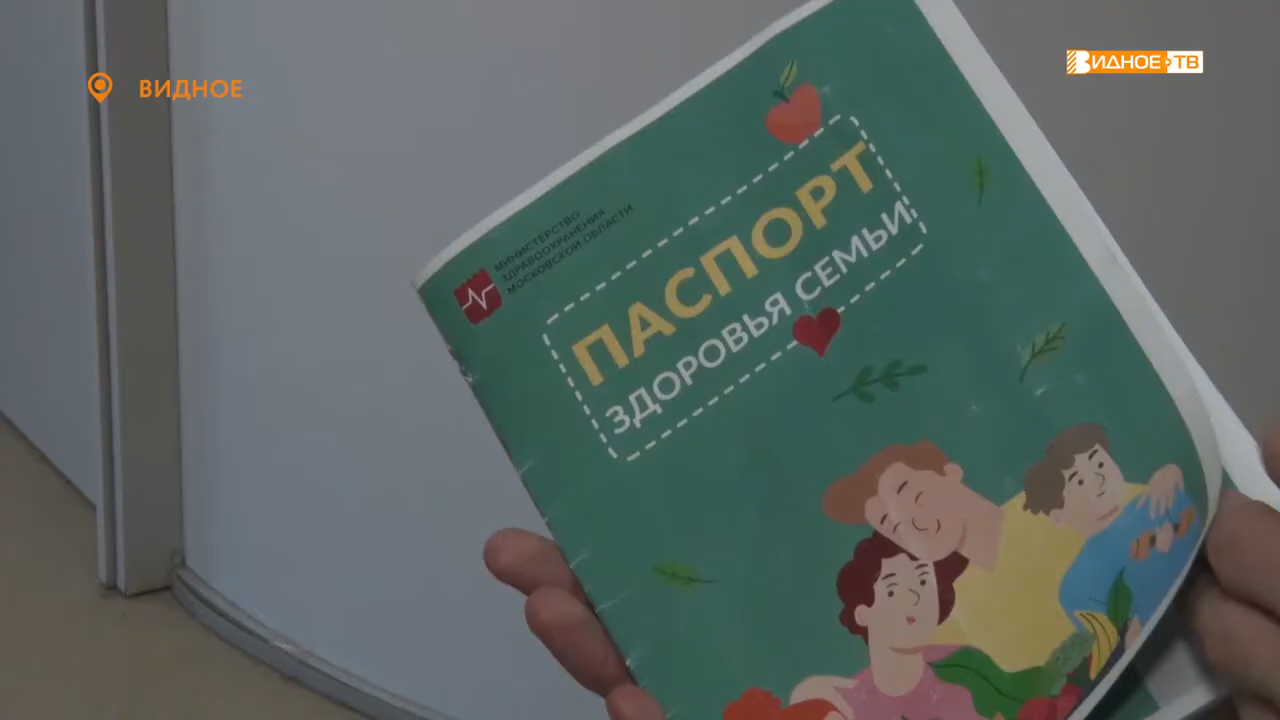 ВИДНОЕ
ВИДНОЕ ТВ
МИНИСТЕРСТВО
ЗДРАВООХРАНЕНИЯ
МОСКОВСКОЙ ОБЛАСТИ
ПАСПОРТ
ЗДОРОВЬЯ СЕМЬИ